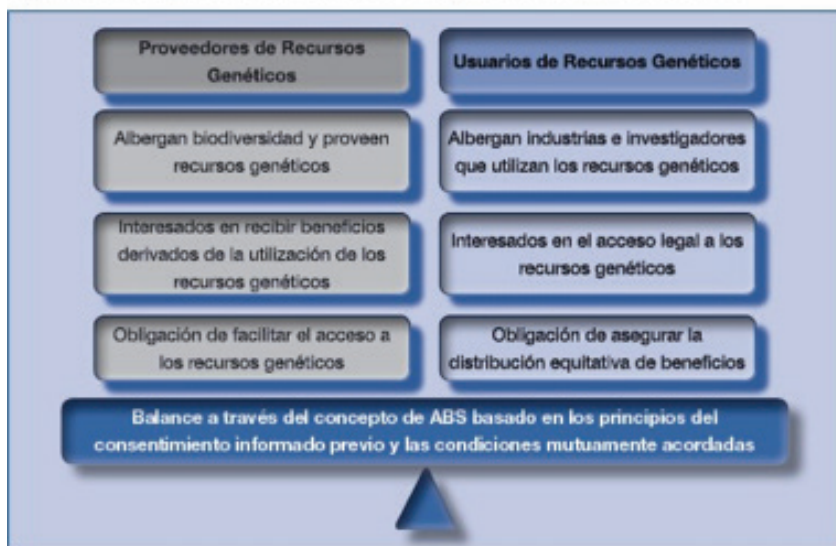 Proveedores de Recursos
Genéticos
Usuarios de Recursos Genéticos
Albergan biodiversidad y proveen
recursos genéticos
Albergan industrias e investigadores
que utilizan los recursos genéticos
Interesados en recibir beneficios
derivados de la utilización de los
recursos genéticos
Interesados en el acceso legal a los
recursos genéticos
Obligación de facilitar el acceso a
los recursos genéticos
Obligación de asegurar la
distribución equitativa de beneficios
Balance a través del concepto de ABS basado en los principios del
consentimiento informado previo y las condiciones mutuamente acordadas